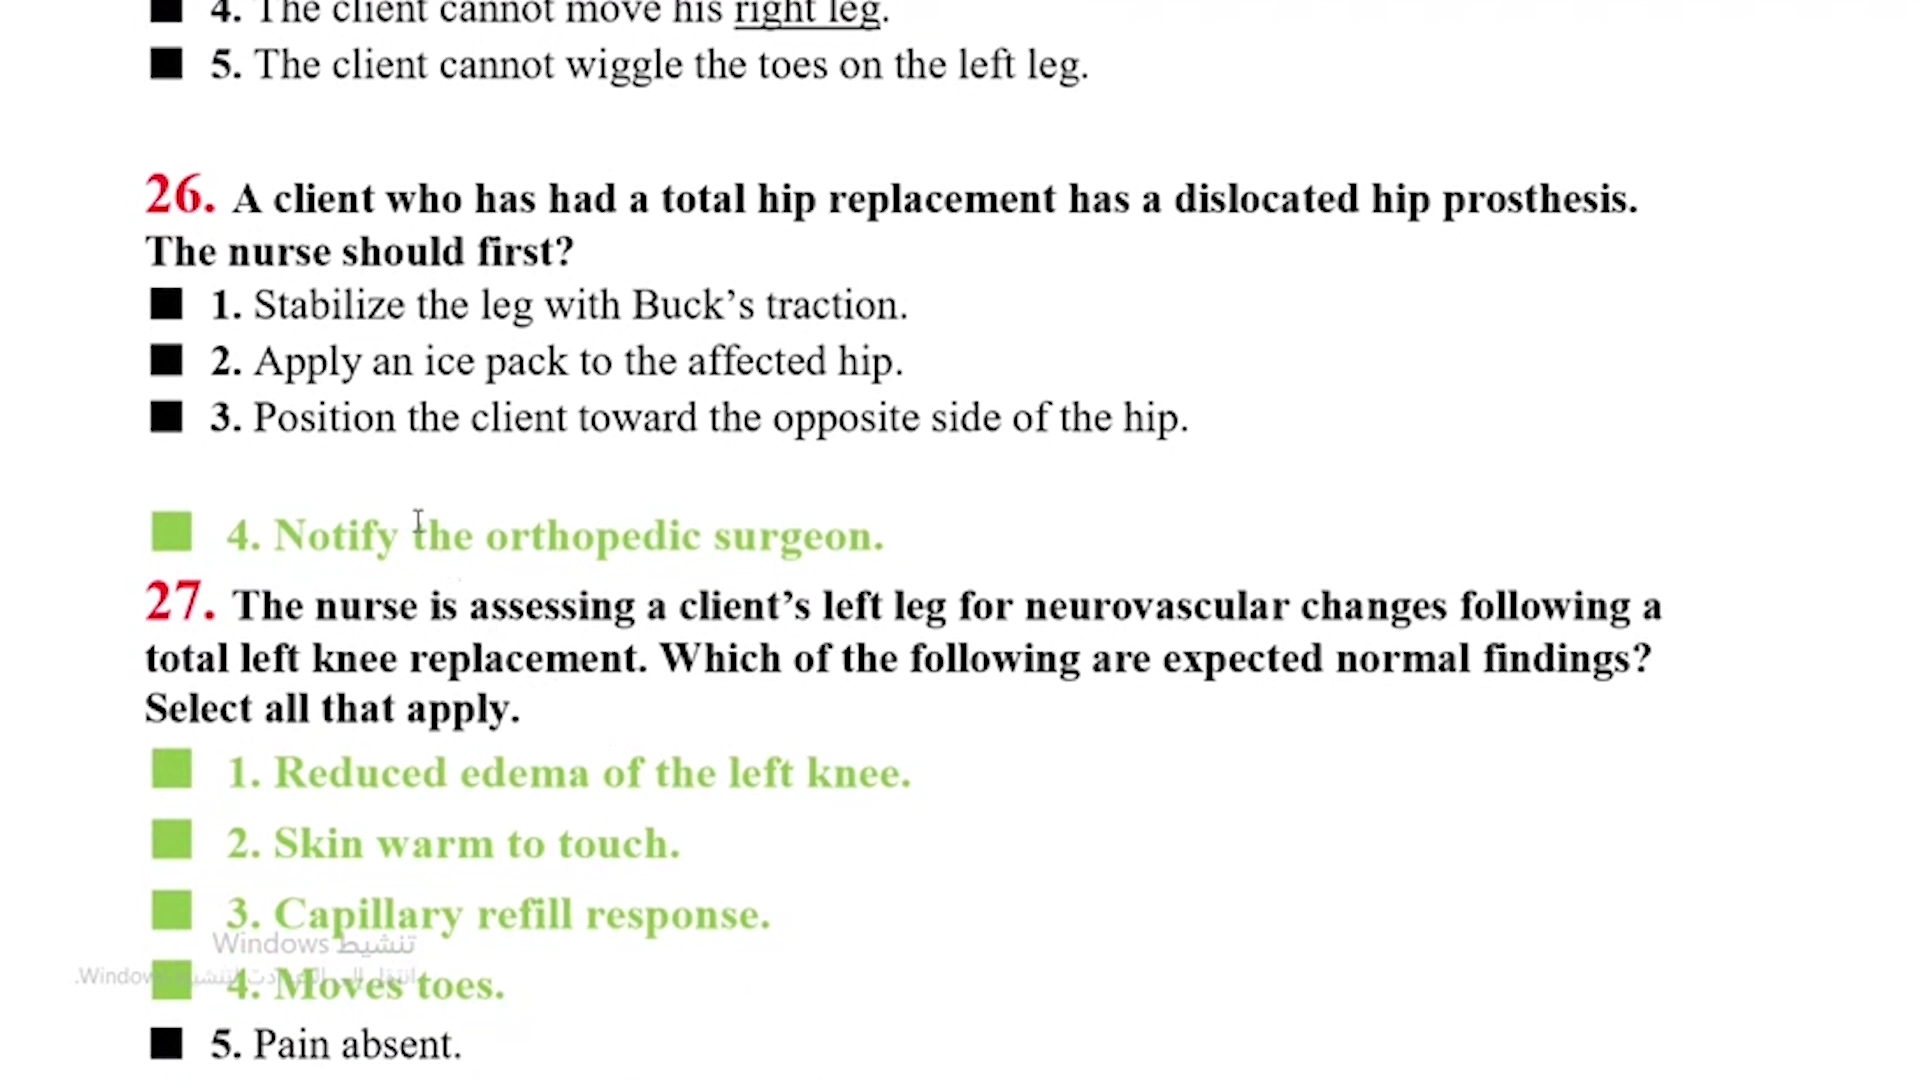 4. The client cannot move his right leg.
5. The client cannot wiggle the toes on the left leg.
26. A client who has had a total hip replacement has a dislocated hip prosthesis.
The nurse should first?
1. Stabilize the leg with Buck’s traction.
2. Apply an ice pack to the affected hip.
3. Position the client toward the opposite side of the hip.
4. Notify the orthopedic surgeon.
27. The nurse is assessing a client’s left leg for neurovascular changes following a
total left knee replacement. Which of the following are expected normal findings?
Select all that apply.
1. Reduced edema of the left knee.
2. Skin warm to touch.
3. Capillary refill response.
تنشيط Windows
انتقل إلى لتنشيط Windows.
4. Moves toes.
5. Pain absent.